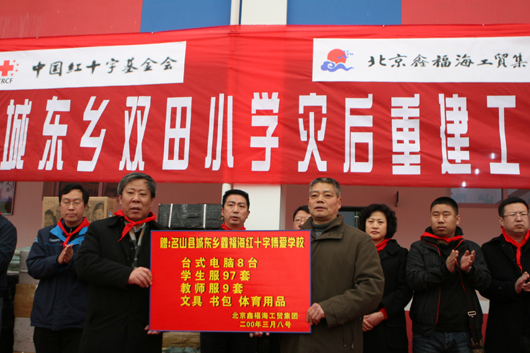 CRCF
中国红十字基金会
北京鑫福海工贸集
城东乡双田小学灾后重建工
赠:名山县城东乡鑫福海红十字博爱学校
台式电脑8台
学生服97套
教师服9套
文具 书包 体育用品
北京鑫福海工贸集团
二00年三月八号